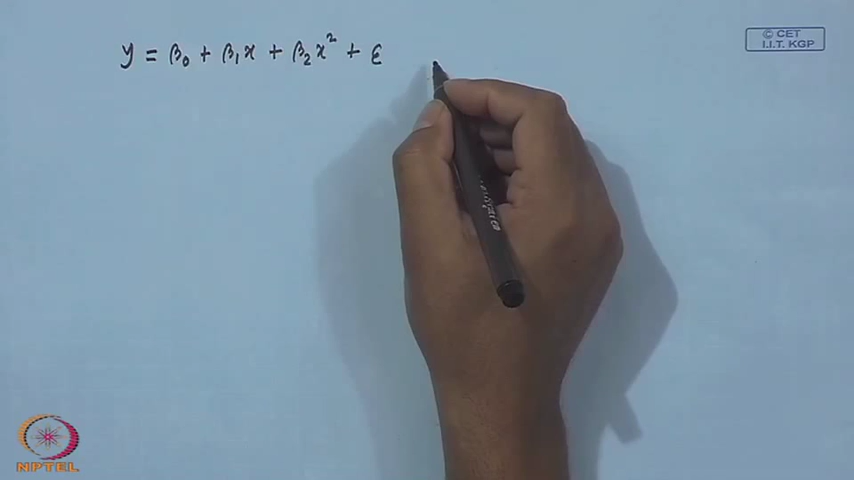 y = β₀ + β₁x + β₂x² + ε
© CET
I.I.T. KGP
NPTEL